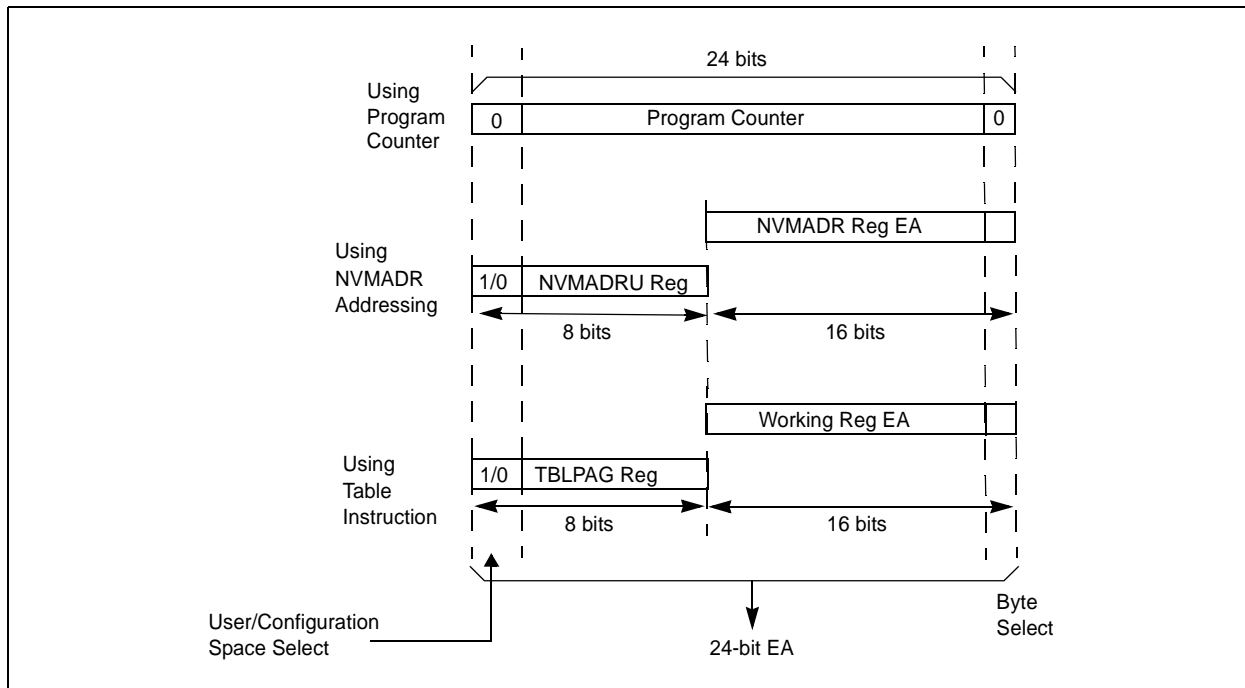 24 bits
Using
Program
Counter
0
Program Counter
0
NVMADR Reg EA
Using
NVMADR
Addressing
1/0
NVMADRU Reg
8 bits
16 bits
Working Reg EA
Using
Table
Instruction
1/0
TBLPAG Reg
8 bits
16 bits
User/Configuration
Space Select
24-bit EA
Byte
Select